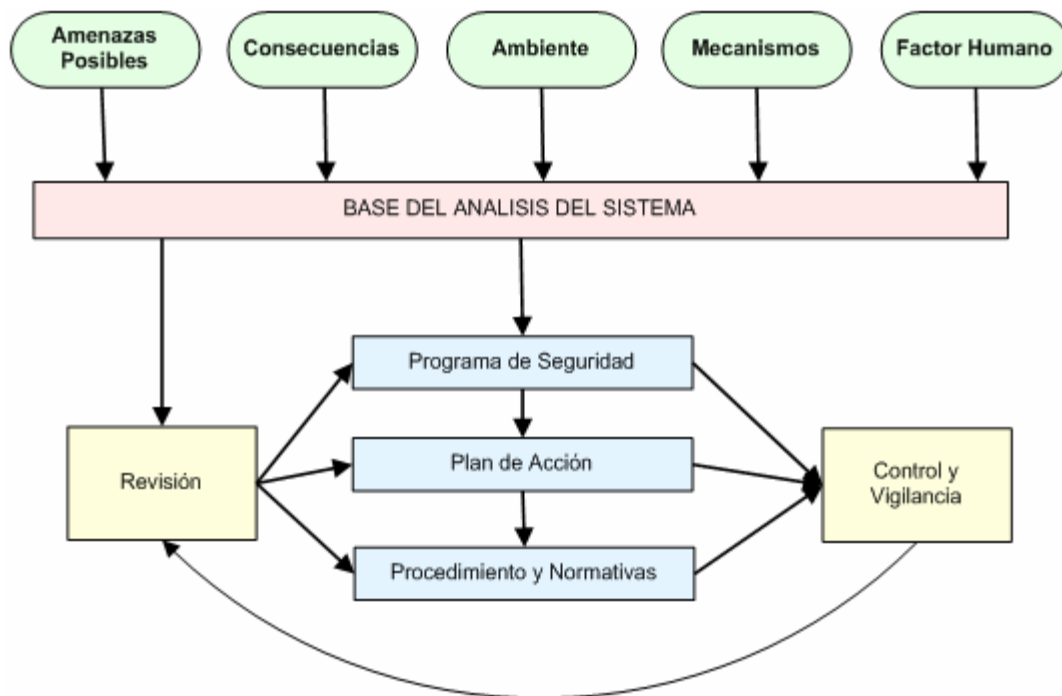 Amenazas
Posibles
Consecuencias
Ambiente
Mecanismos
Factor Humano
BASE DEL ANALISIS DEL SISTEMA
Programa de Seguridad
Revisión
Plan de Acción
Control y
Vigilancia
Procedimiento y Normativas